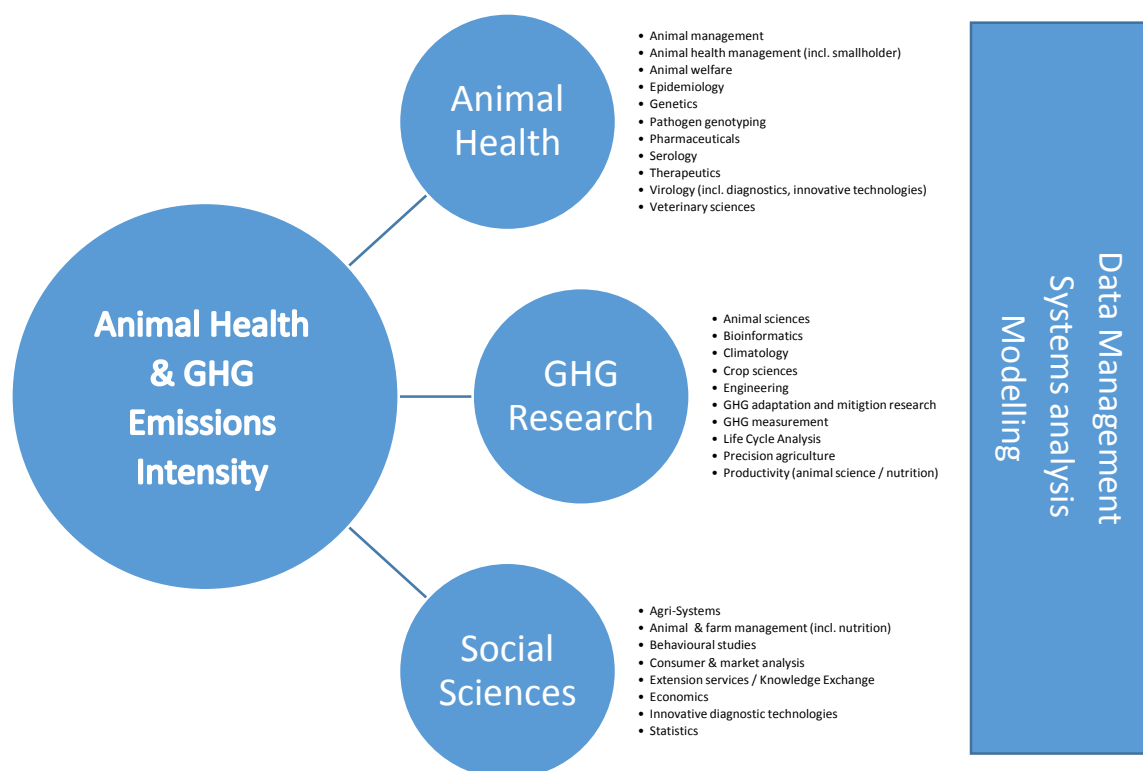 Animal Health
& GHG
Emissions
Intensity
Animal
Health
• Animal management
• Animal health management (incl. smallholder)
• Animal welfare
• Epidemiology
• Genetics
• Pathogen genotyping
• Pharmaceuticals
• Serology
• Therapeutics
• Virology (incl. diagnostics, innovative technologies)
• Veterinary sciences
GHG
Research
• Animal sciences
• Bioinformatics
• Climatology
• Crop sciences
• Engineering
• GHG adaptation and mitigtion research
• GHG measurement
• Life Cycle Analysis
• Precision agriculture
• Productivity (animal science / nutrition)
Social
Sciences
• Agri-Systems
• Animal & farm management (incl. nutrition)
• Behavioural studies
• Consumer & market analysis
• Extension services / Knowledge Exchange
• Economics
• Innovative diagnostic technologies
• Statistics
Data Management
Systems analysis
Modelling